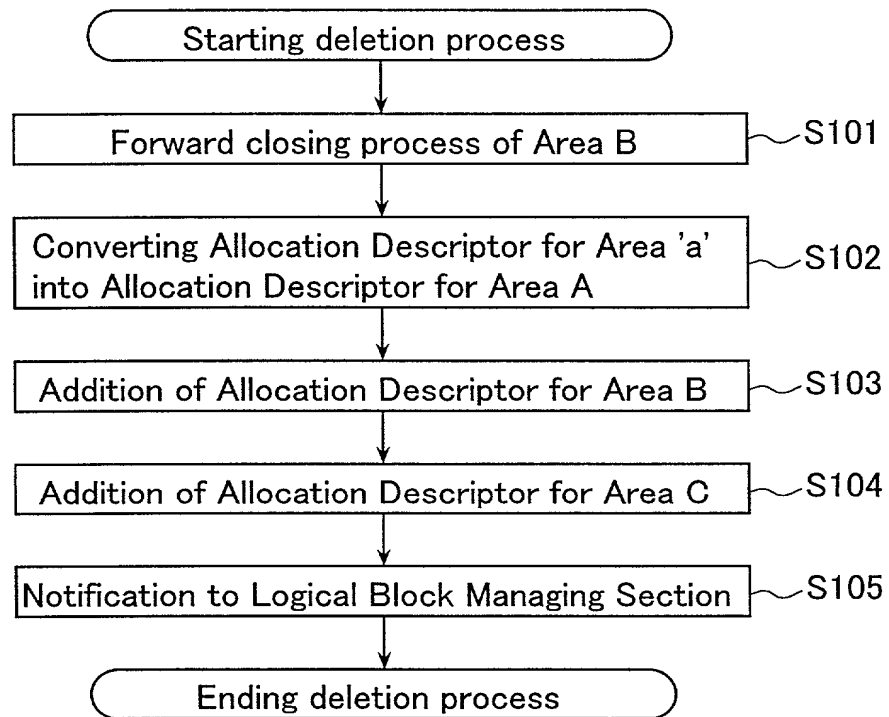 Starting deletion process
Forward closing process of Area B
S101
Converting Allocation Descriptor for Area 'a'
into Allocation Descriptor for Area A
S102
Addition of Allocation Descriptor for Area B
S103
Addition of Allocation Descriptor for Area C
S104
Notification to Logical Block Managing Section
S105
Ending deletion process